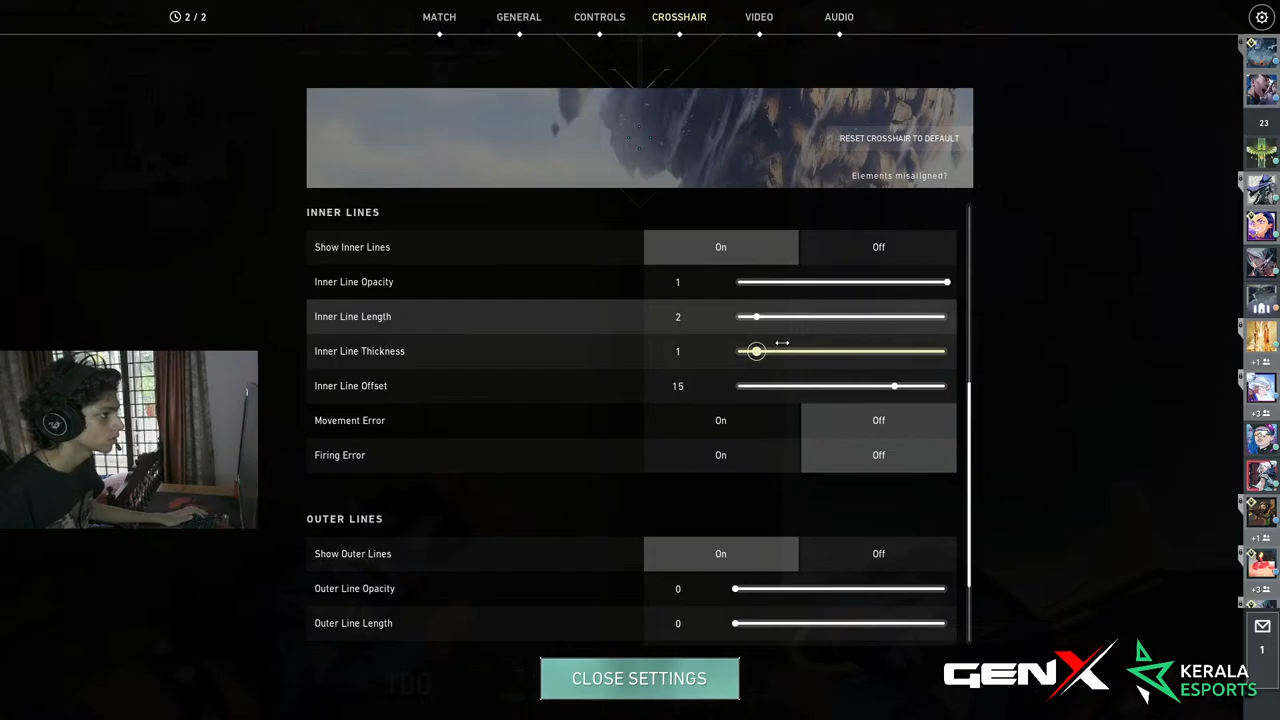 2 / 2
MATCH
GENERAL
CONTROLS
CROSSHAIR
VIDEO
AUDIO
RESET CROSSHAIR TO DEFAULT
Elements misaligned?
23
INNER LINES
Show Inner Lines On Off
Inner Line Opacity 1
Inner Line Length 2
Inner Line Thickness 1
Inner Line Offset 15
Movement Error On Off
Firing Error On Off
OUTER LINES
Show Outer Lines On Off
Outer Line Opacity 0
Outer Line Length 0
+1
+3
+1
+3
1
CLOSE SETTINGS
100
GENX
KERALA
ESPORTS